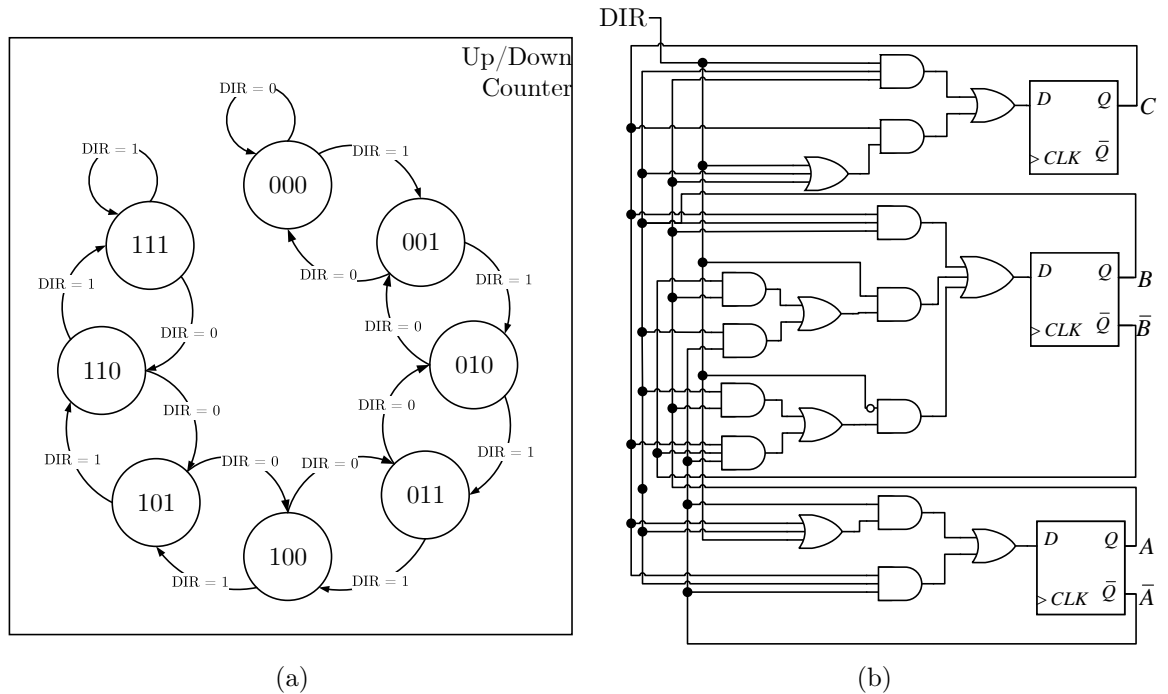 Up/Down
Counter
DIR = 0
000
DIR = 1
DIR = 1
111
001
DIR = 0
DIR = 1
DIR = 1
DIR = 0
DIR = 0
110
010
DIR = 0
DIR = 0
DIR = 1
DIR = 0
DIR = 0
DIR = 1
101
011
100
DIR = 1
DIR = 1
(a)
DIR
D
Q
C
Q̅
> CLK
D
Q
B
Q̅
B̅
> CLK
D
Q
A
Q̅
A̅
> CLK
(b)